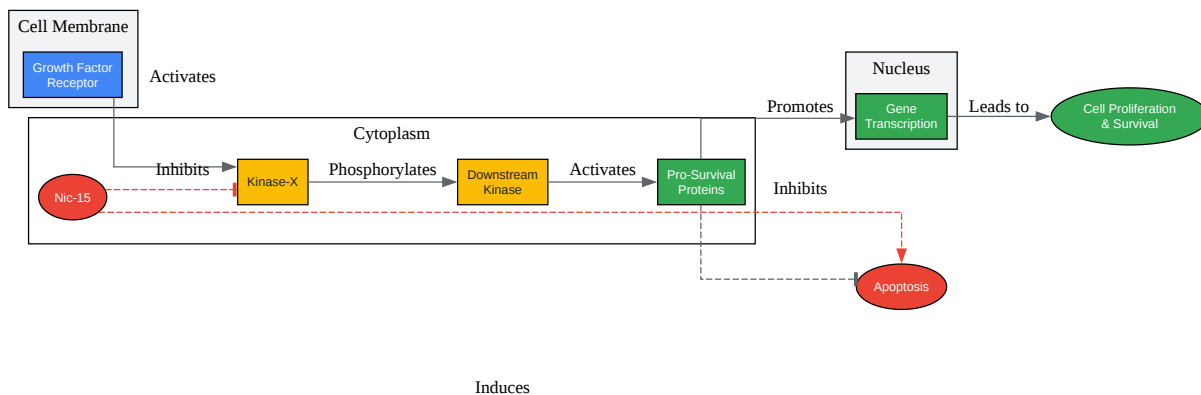 Cell Membrane
Growth Factor
Receptor
Activates
Nucleus
Gene
Transcription
Promotes
Leads to
Cell Proliferation
& Survival
Cytoplasm
Inhibits
Nic-15
Kinase-X
Phosphorylates
Downstream
Kinase
Activates
Pro-Survival
Proteins
Inhibits
Apoptosis
Induces